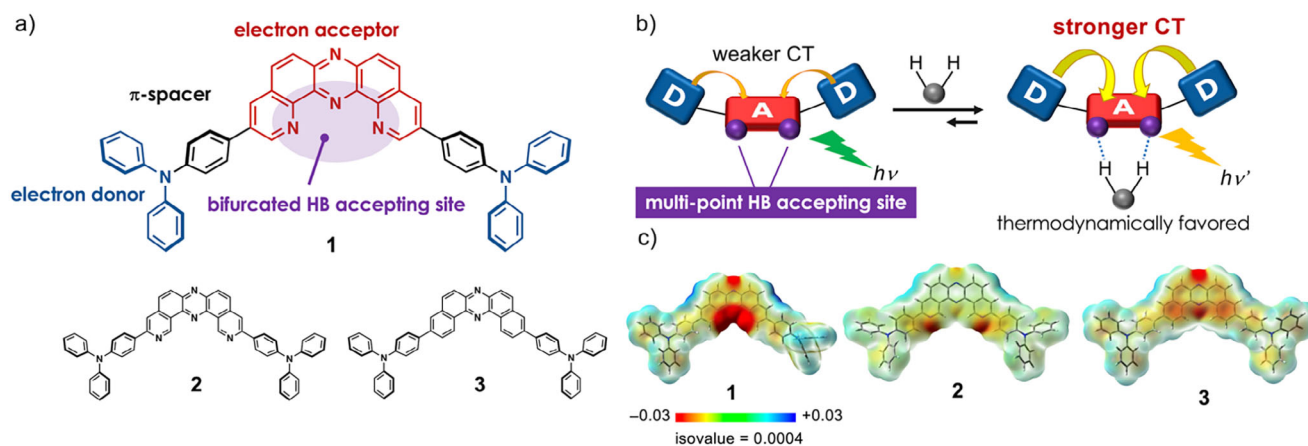 a)
electron acceptor
N
π-spacer
N
N
N
N
N
electron donor
bifurcated HB accepting site
1
N
N
N
N
N
N
2
N
N
N
N
3
b)
stronger CT
weaker CT
H H
D
D
A
D
D
A
hν
H H
hν'
multi-point HB accepting site
thermodynamically favored
c)
1
2
3
−0.03 +0.03
isovalue = 0.0004